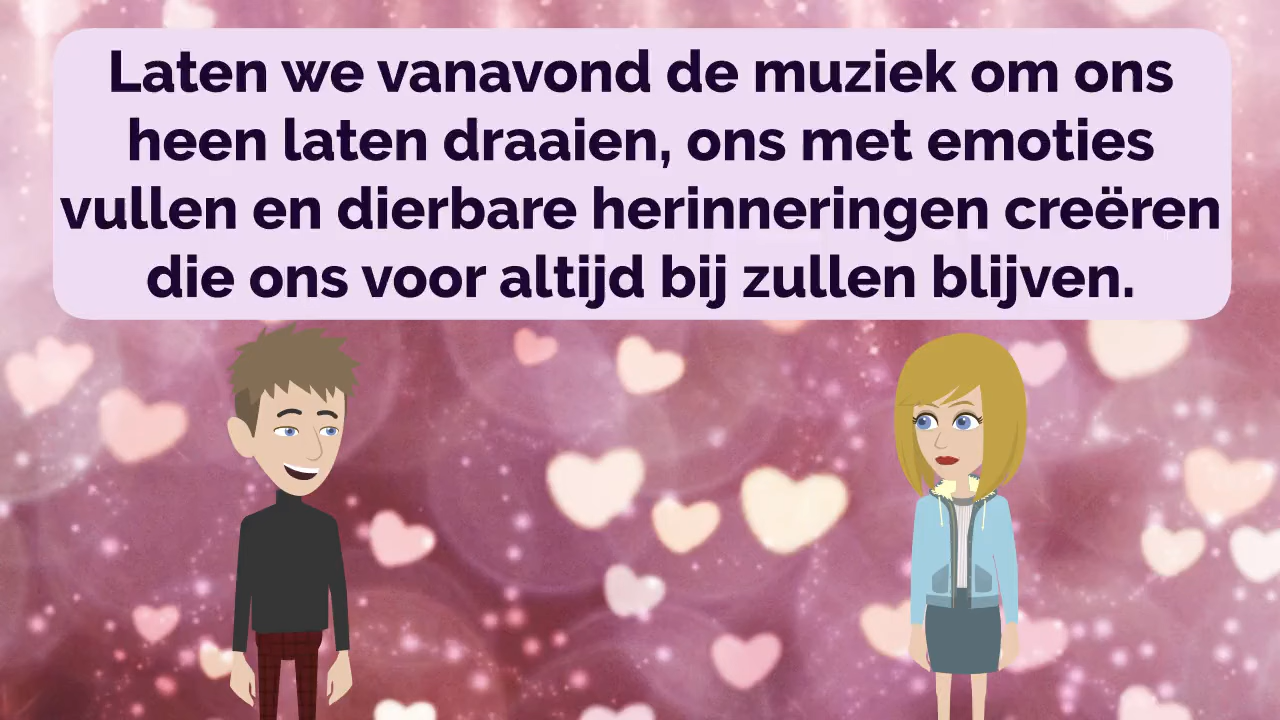 Laten we vanavond de muziek om ons
heen laten draaien, ons met emoties
vullen en dierbare herinneringen creëren
die ons voor altijd bij zullen blijven.